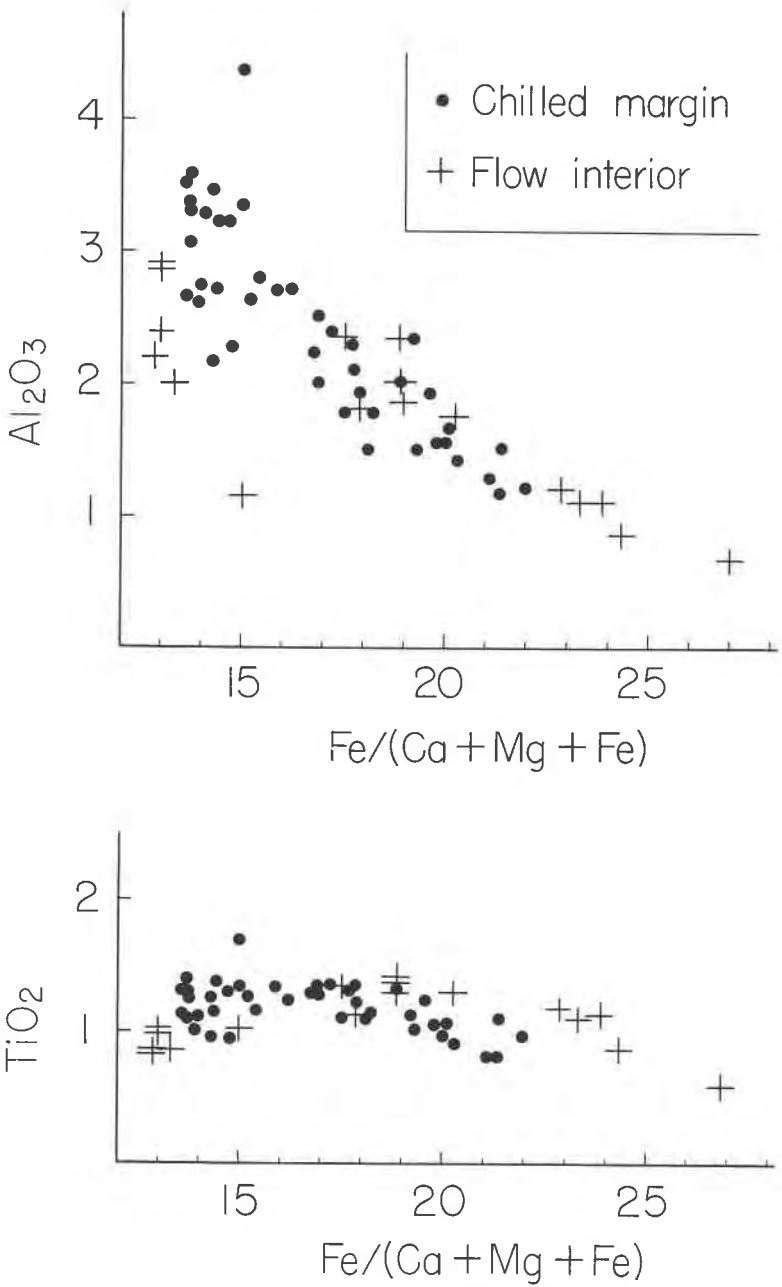 4
3
2
1
Al₂O₃
● Chilled margin
+ Flow interior
15 20 25
Fe/(Ca + Mg + Fe)
2
1
TiO₂
15 20 25
Fe/(Ca + Mg + Fe)